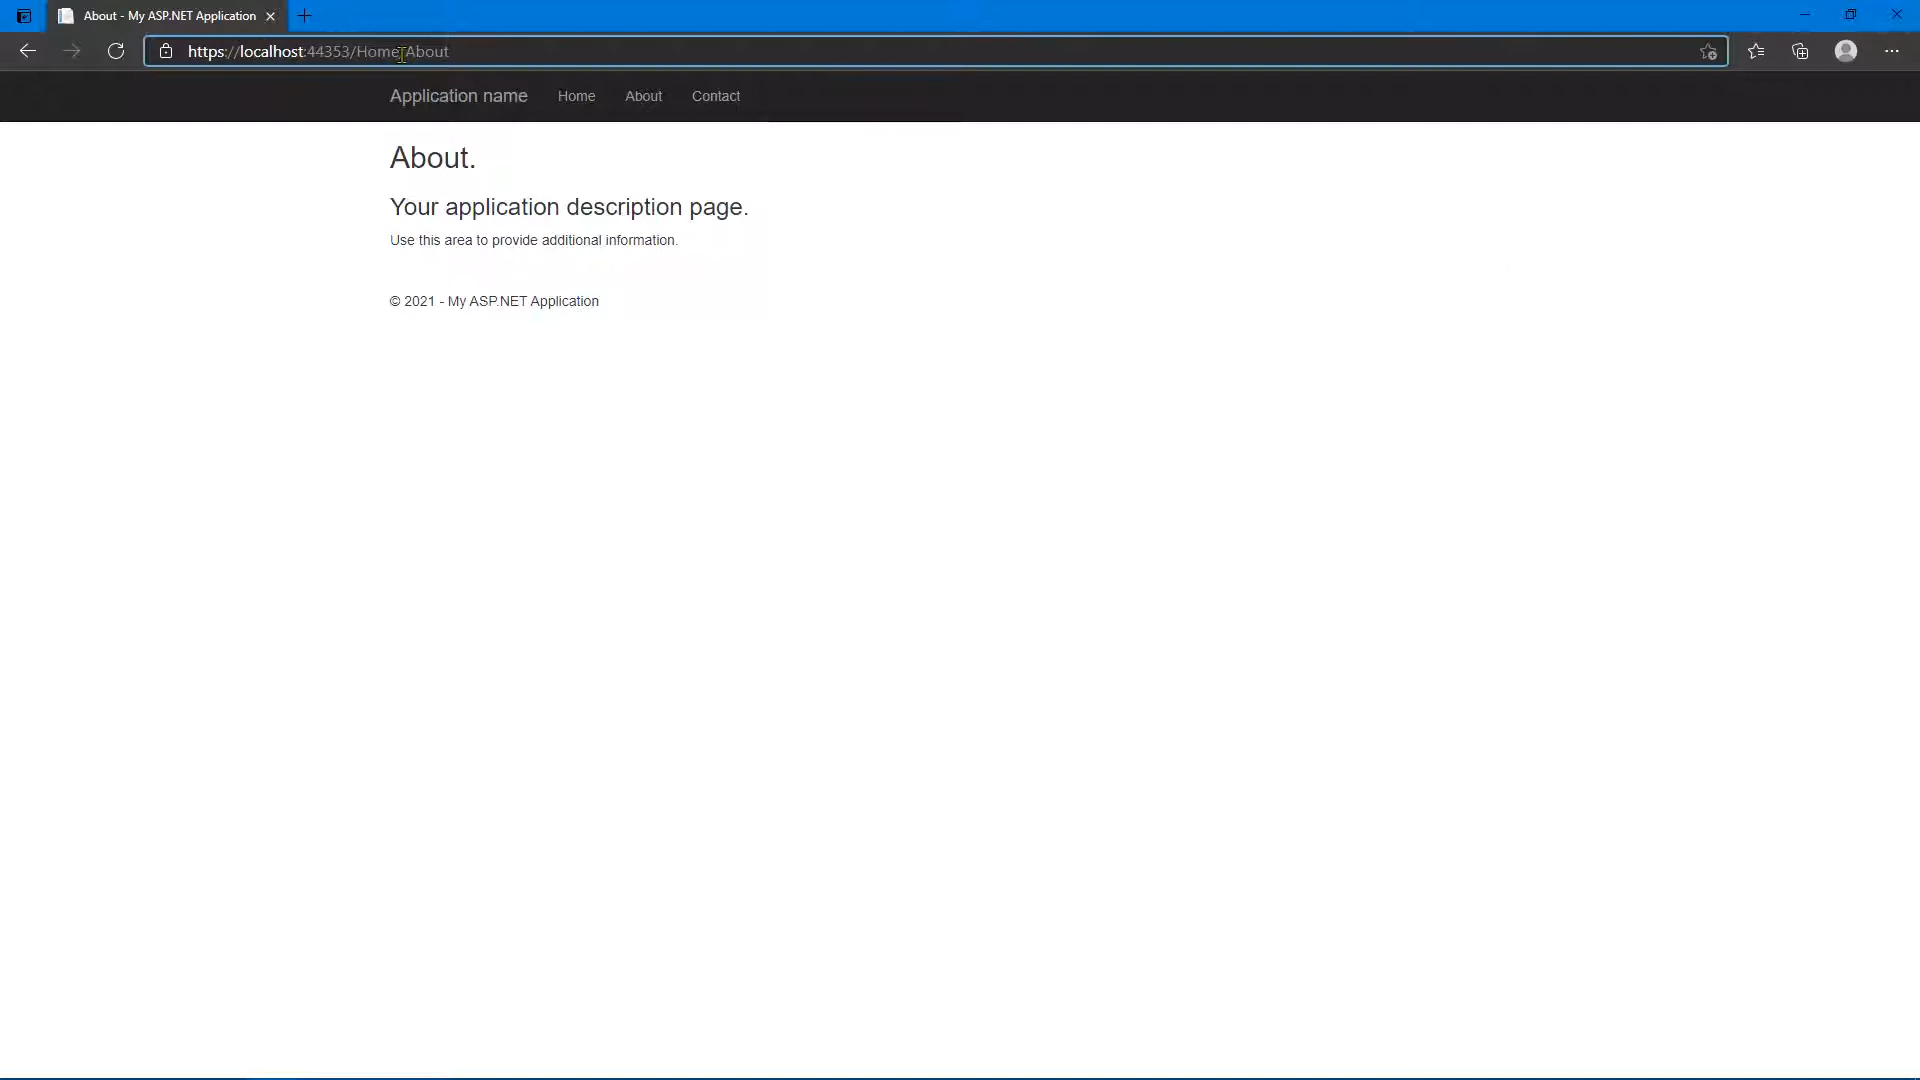 About - My ASP.NET Application
https://localhost:44353/Home/About
Application name Home About Contact
About.
Your application description page.
Use this area to provide additional information.
© 2021 - My ASP.NET Application